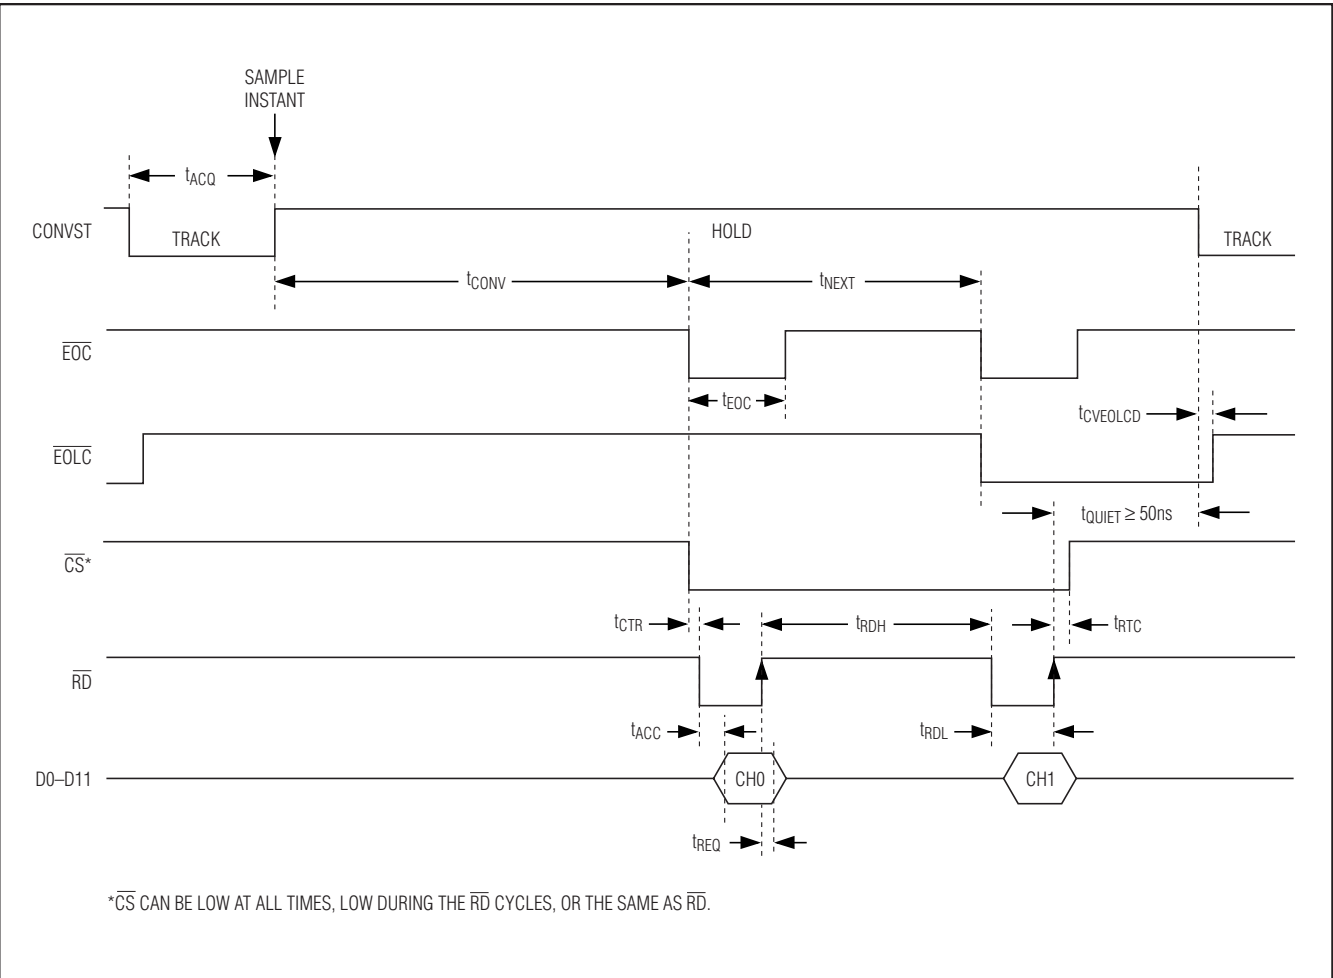 SAMPLE
INSTANT
tACQ
CONVST
TRACK
HOLD
TRACK
tCONV
tNEXT
EOC
tEOC
tCVEOLCD
EOLC
tQUIET ≥ 50ns
CS*
tCTR
tRDH
tRTC
RD
tACC
tRDL
D0–D11
CH0
CH1
tREQ
*CS CAN BE LOW AT ALL TIMES, LOW DURING THE RD CYCLES, OR THE SAME AS RD.